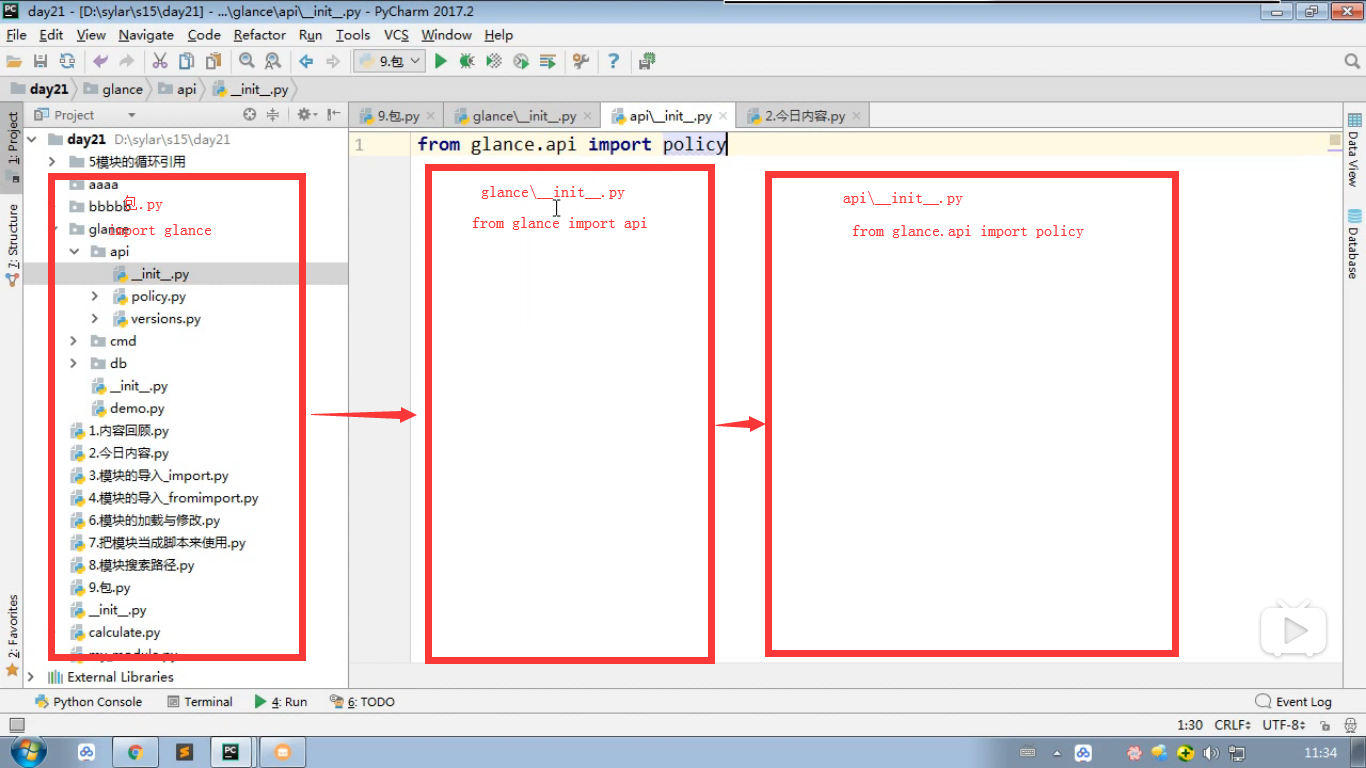 day21 - [D:\sylar\s15\day21] - ...\glance\api\__init__.py - PyCharm 2017.2
File Edit View Navigate Code Refactor Run Tools VCS Window Help
9.包
day21 glance api __init__.py
Project
9.包.py glance\__init__.py api\__init__.py 2.今日内容.py
1: Project
7: Structure
2: Favorites
day21 D:\sylar\s15\day21
5模块的循环引用
aaaa
bbbbb
glance
api
__init__.py
policy.py
versions.py
cmd
db
__init__.py
demo.py
1.内容回顾.py
2.今日内容.py
3.模块的导入_import.py
4.模块的导入_fromimport.py
6.模块的加载与修改.py
7.把模块当成脚本来使用.py
8.模块搜索路径.py
9.包.py
__init__.py
calculate.py
my_module.py
External Libraries
包.py
import glance
1 from glance.api import policy
glance\__init__.py
from glance import api
api\__init__.py
from glance.api import policy
Data View
Database
Python Console Terminal 4: Run 6: TODO Event Log
1:30 CRLF UTF-8
11:34